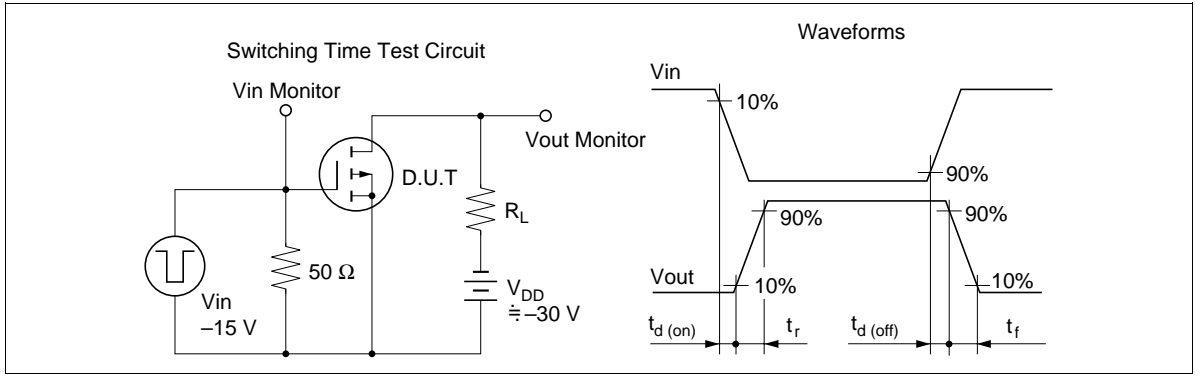 Switching Time Test Circuit
Vin Monitor
Vout Monitor
D.U.T
R_L
50 Ω
Vin
–15 V
V_DD
≒ –30 V
Waveforms
Vin
10%
90%
90%
90%
Vout
10%
10%
t_d (on)
t_r
t_d (off)
t_f